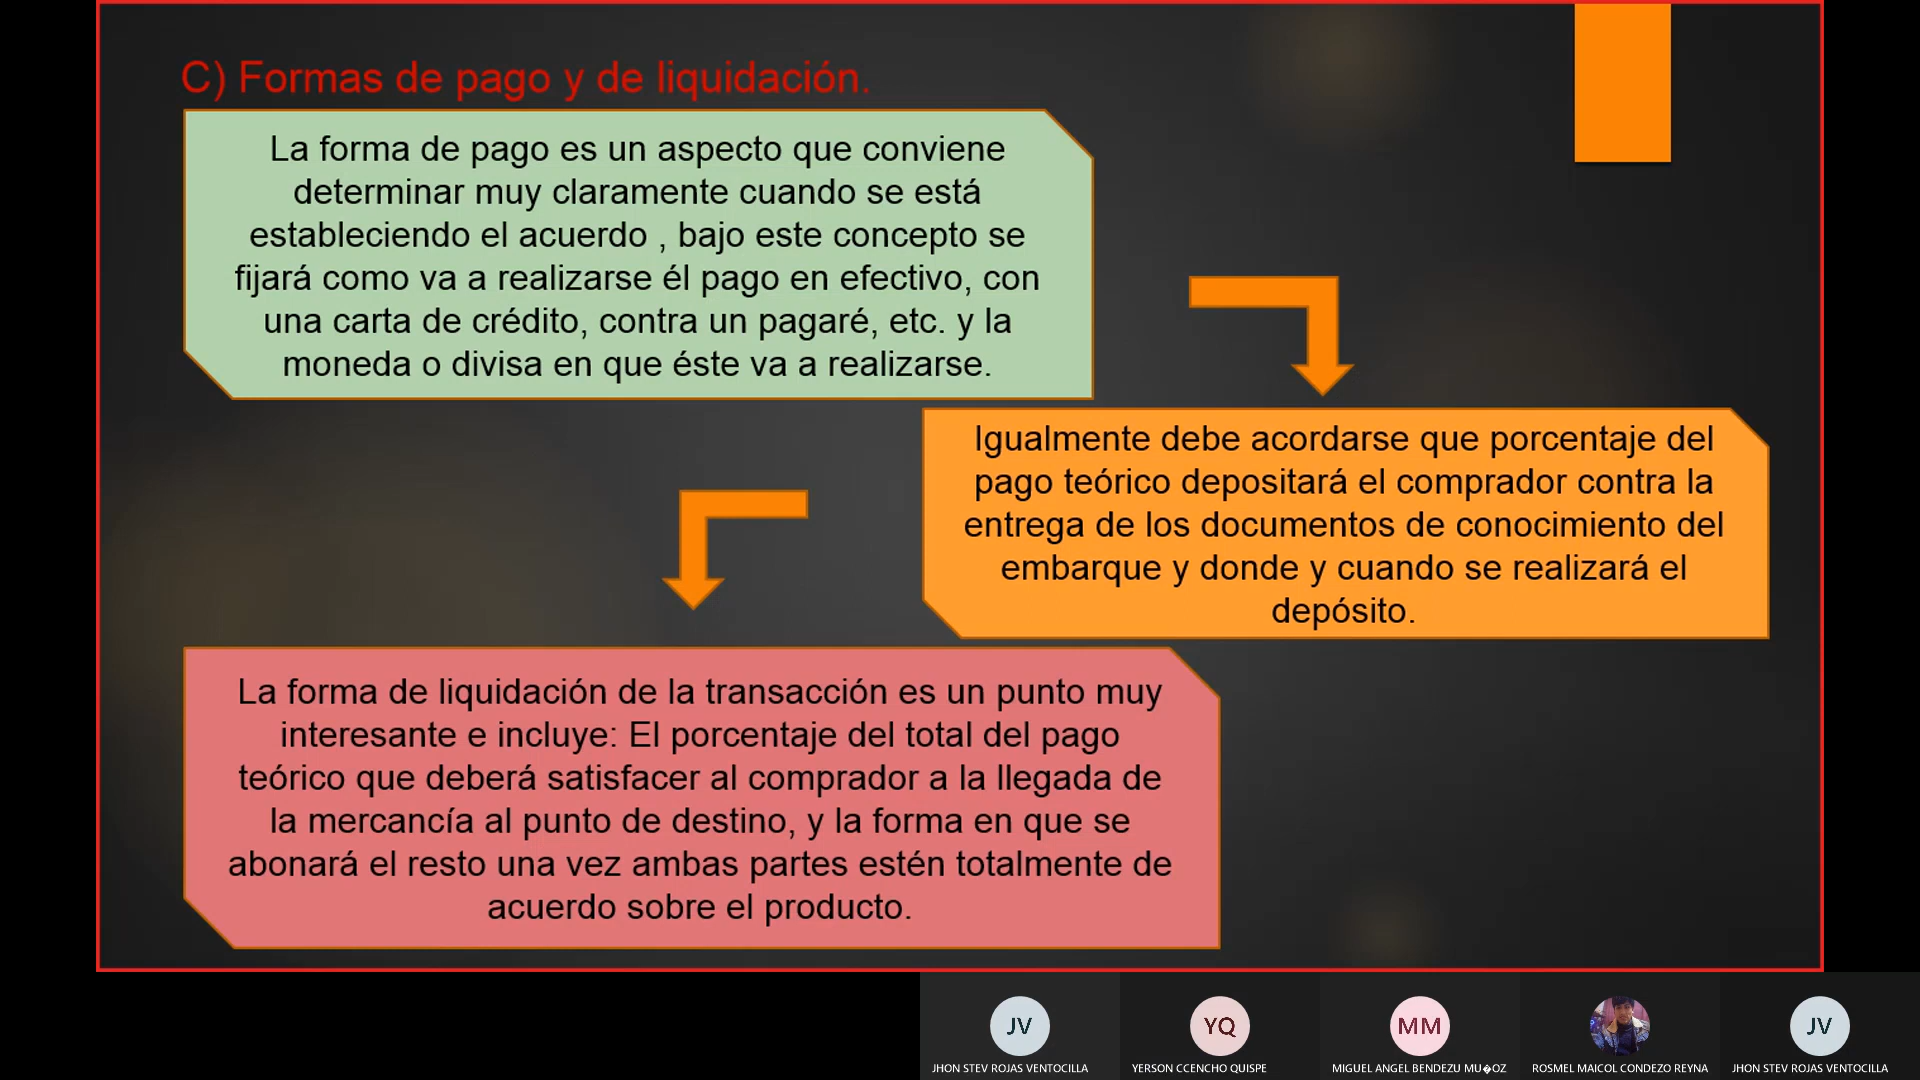 C) Formas de pago y de liquidación.
La forma de pago es un aspecto que conviene
determinar muy claramente cuando se está
estableciendo el acuerdo , bajo este concepto se
fijará como va a realizarse él pago en efectivo, con
una carta de crédito, contra un pagaré, etc. y la
moneda o divisa en que éste va a realizarse.
Igualmente debe acordarse que porcentaje del
pago teórico depositará el comprador contra la
entrega de los documentos de conocimiento del
embarque y donde y cuando se realizará el
depósito.
La forma de liquidación de la transacción es un punto muy
interesante e incluye: El porcentaje del total del pago
teórico que deberá satisfacer al comprador a la llegada de
la mercancía al punto de destino, y la forma en que se
abonará el resto una vez ambas partes estén totalmente de
acuerdo sobre el producto.
JV
YQ
MM
JV
JHON STEV ROJAS VENTOCILLA
YERSON CCENCHO QUISPE
MIGUEL ANGEL BENDEZU MU�OZ
ROSMEL MAICOL CONDEZO REYNA
JHON STEV ROJAS VENTOCILLA